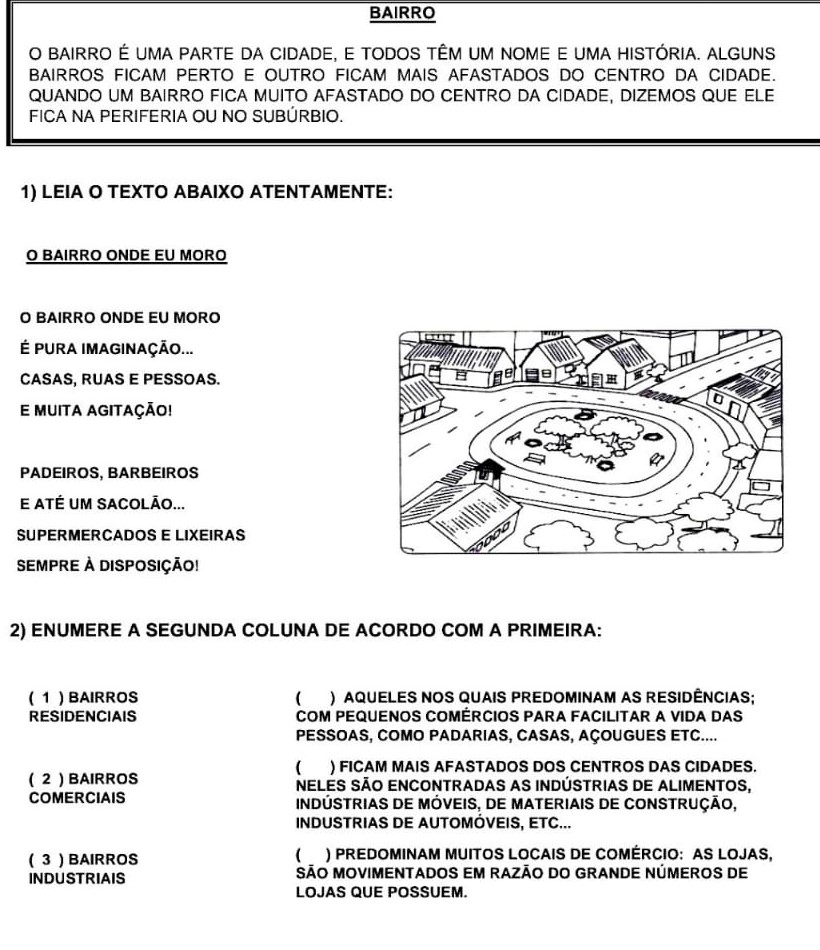 BAIRRO
O BAIRRO É UMA PARTE DA CIDADE, E TODOS TÊM UM NOME E UMA HISTÓRIA. ALGUNS
BAIRROS FICAM PERTO E OUTRO FICAM MAIS AFASTADOS DO CENTRO DA CIDADE.
QUANDO UM BAIRRO FICA MUITO AFASTADO DO CENTRO DA CIDADE, DIZEMOS QUE ELE
FICA NA PERIFERIA OU NO SUBÚRBIO.
1) LEIA O TEXTO ABAIXO ATENTAMENTE:
O BAIRRO ONDE EU MORO
O BAIRRO ONDE EU MORO
É PURA IMAGINAÇÃO...
CASAS, RUAS E PESSOAS.
E MUITA AGITAÇÃO!
PADEIROS, BARBEIROS
E ATÉ UM SACOLÃO...
SUPERMERCADOS E LIXEIRAS
SEMPRE À DISPOSIÇÃO!
2) ENUMERE A SEGUNDA COLUNA DE ACORDO COM A PRIMEIRA:
( 1 ) BAIRROS
RESIDENCIAIS
( ) AQUELES NOS QUAIS PREDOMINAM AS RESIDÊNCIAS;
COM PEQUENOS COMÉRCIOS PARA FACILITAR A VIDA DAS
PESSOAS, COMO PADARIAS, CASAS, AÇOUGUES ETC....
( 2 ) BAIRROS
COMERCIAIS
( ) FICAM MAIS AFASTADOS DOS CENTROS DAS CIDADES.
NELES SÃO ENCONTRADAS AS INDÚSTRIAS DE ALIMENTOS,
INDÚSTRIAS DE MÓVEIS, DE MATERIAIS DE CONSTRUÇÃO,
INDUSTRIAS DE AUTOMÓVEIS, ETC...
( 3 ) BAIRROS
INDUSTRIAIS
( ) PREDOMINAM MUITOS LOCAIS DE COMÉRCIO: AS LOJAS,
SÃO MOVIMENTADOS EM RAZÃO DO GRANDE NÚMEROS DE
LOJAS QUE POSSUEM.